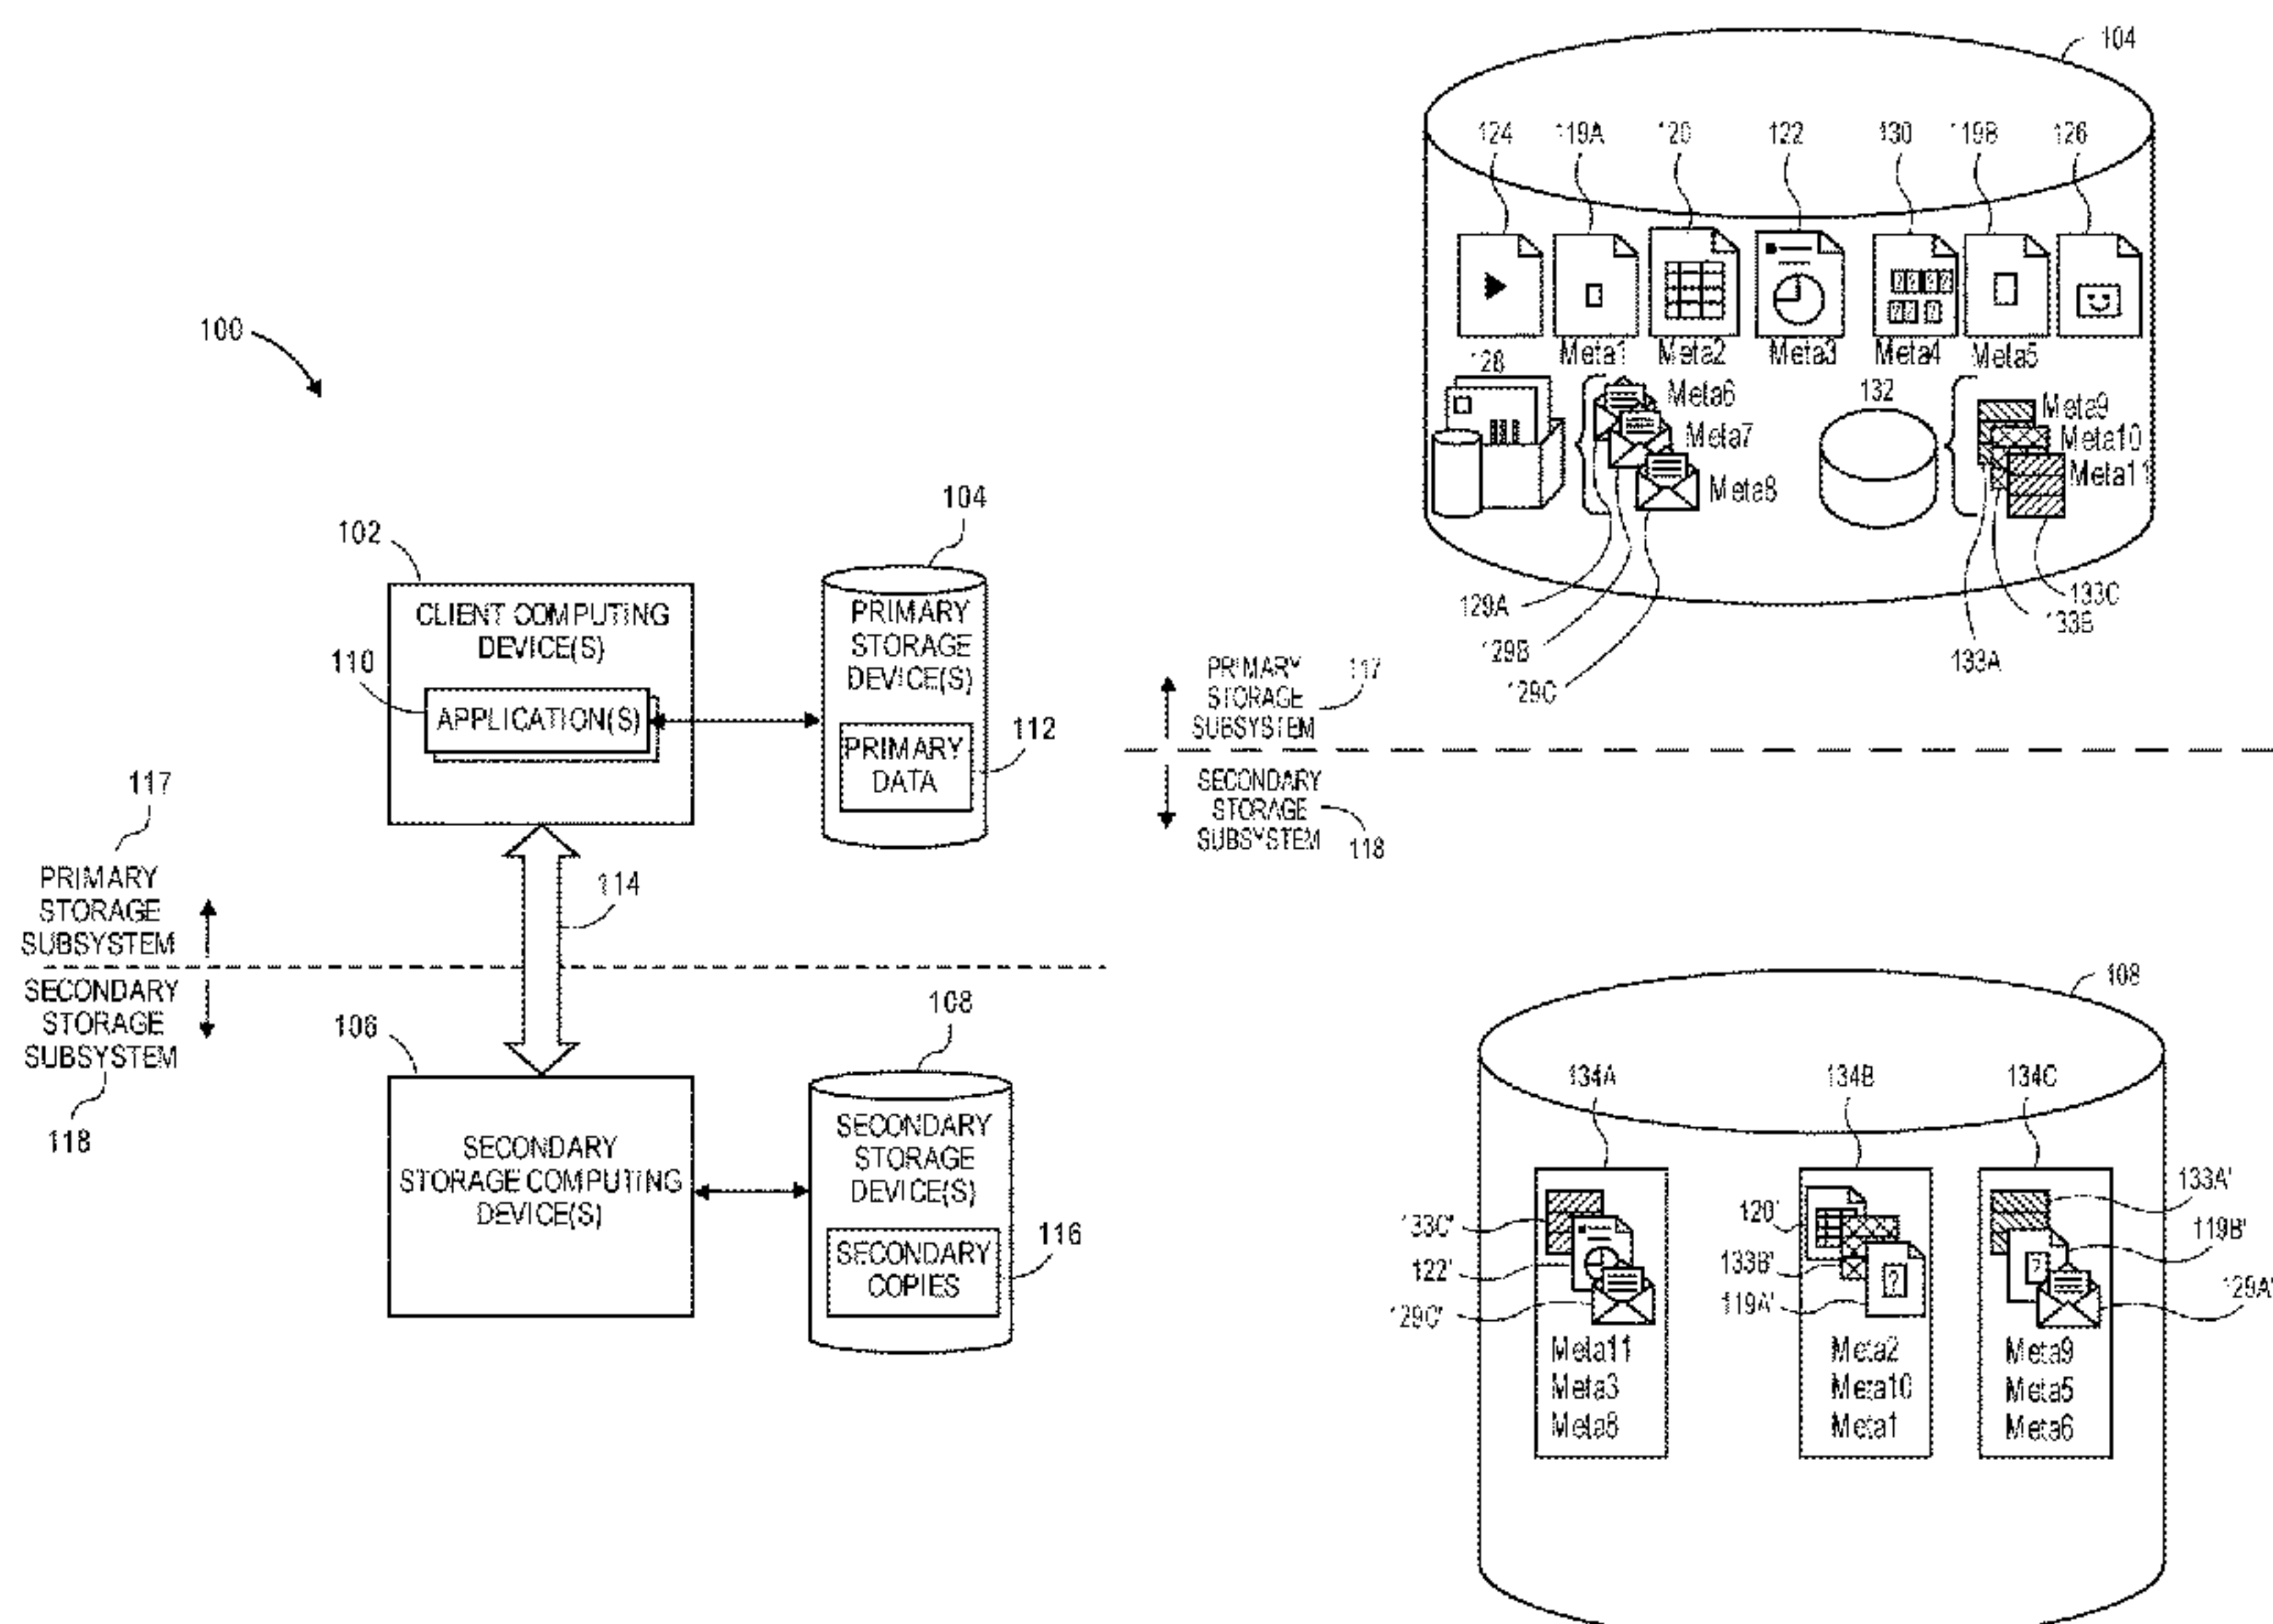 100
102
CLIENT COMPUTING
DEVICE(S)
110
APPLICATION(S)
104
PRIMARY
STORAGE
DEVICE(S)
PRIMARY
DATA
112
117
PRIMARY
STORAGE
SUBSYSTEM
114
SECONDARY
STORAGE
SUBSYSTEM
118
106
SECONDARY
STORAGE COMPUTING
DEVICE(S)
108
SECONDARY
STORAGE
DEVICE(S)
SECONDARY
COPIES
116
104
124 119A 120 122 130 119B 126
Meta1 Meta2 Meta3 Meta4 Meta5
128
Meta6
Meta7
Meta8
132
Meta9
Meta10
Meta11
129A
129B
129C
133A
133B
133C
PRIMARY 117
STORAGE
SUBSYSTEM
SECONDARY
STORAGE
SUBSYSTEM 118
108
134A 134B 134C
133C'
122'
129C'
Meta11
Meta3
Meta8
120'
133B'
119A'
?
Meta2
Meta10
Meta1
133A'
119B'
?
129A'
Meta9
Meta5
Meta6